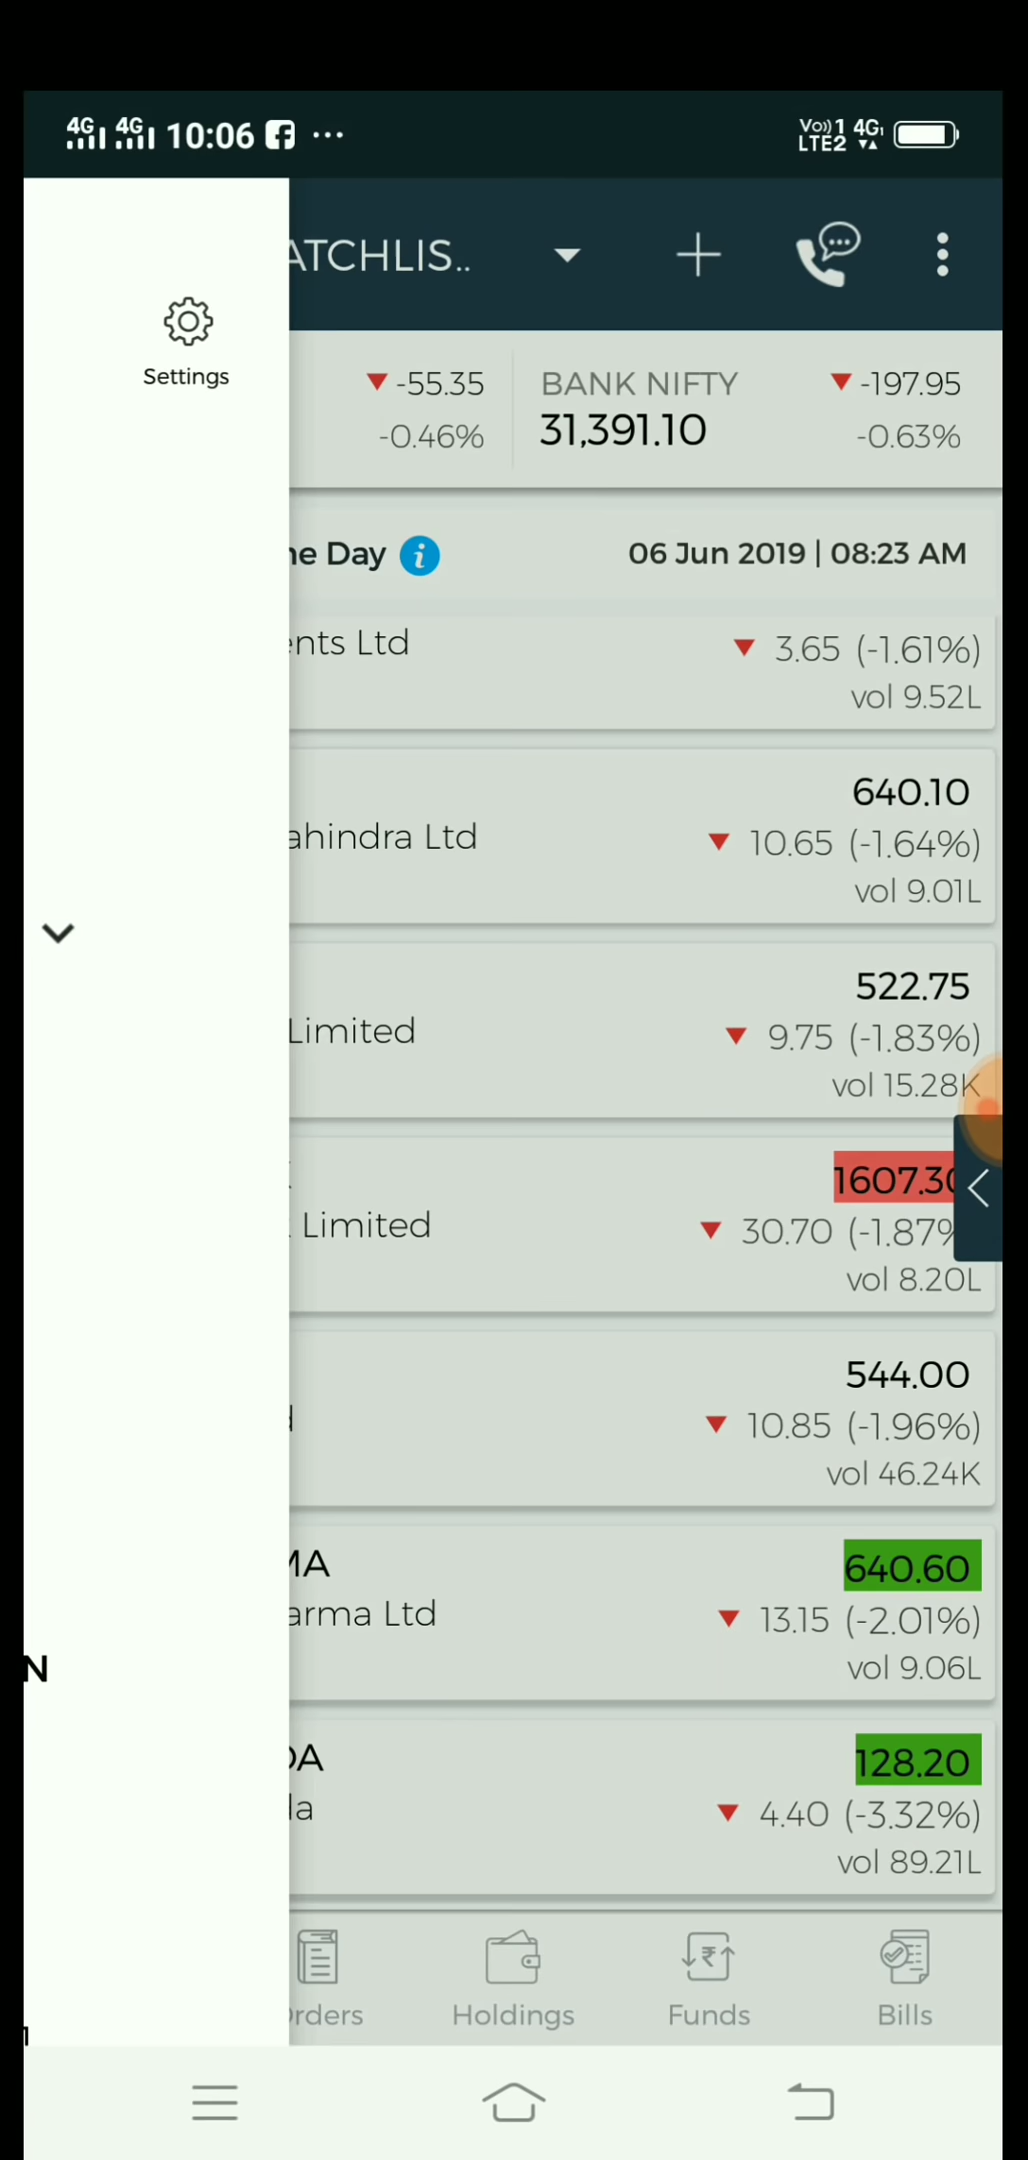 4G 4G 10:06 ...
Vo))1 4G
LTE2
ATCHLIS..
Settings
-55.35
-0.46%
BANK NIFTY
31,391.10
-197.95
-0.63%
ne Day
06 Jun 2019 | 08:23 AM
ents Ltd
3.65 (-1.61%)
vol 9.52L
640.10
ahindra Ltd
10.65 (-1.64%)
vol 9.01L
522.75
Limited
9.75 (-1.83%)
vol 15.28K
1607.30
Limited
30.70 (-1.87%
vol 8.20L
544.00
10.85 (-1.96%)
vol 46.24K
MA
640.60
arma Ltd
13.15 (-2.01%)
N
vol 9.06L
DA
128.20
da
4.40 (-3.32%)
vol 89.21L
rders
Holdings
Funds
Bills